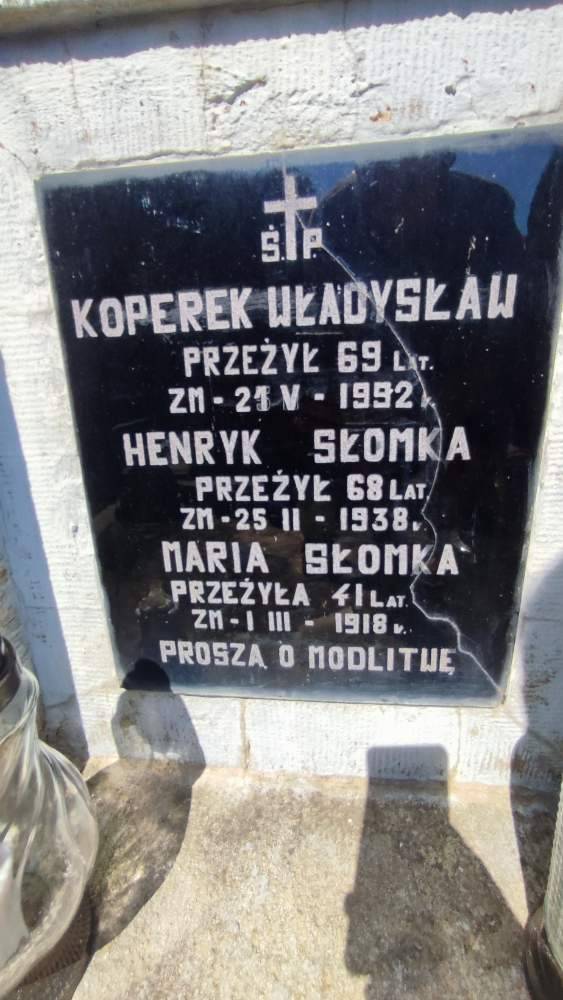 Ś. P.
KOPEREK WŁADYSŁAW
PRZEŻYŁ 69 LAT.
ZM - 21 V - 1992 r.
HENRYK SŁOMKA
PRZEŻYŁ 68 LAT.
ZM - 25 II - 1938 r.
MARIA SŁOMKA
PRZEŻYŁA 41 LAT.
ZM - 1 III - 1918 r.
PROSZĄ O MODLITWĘ